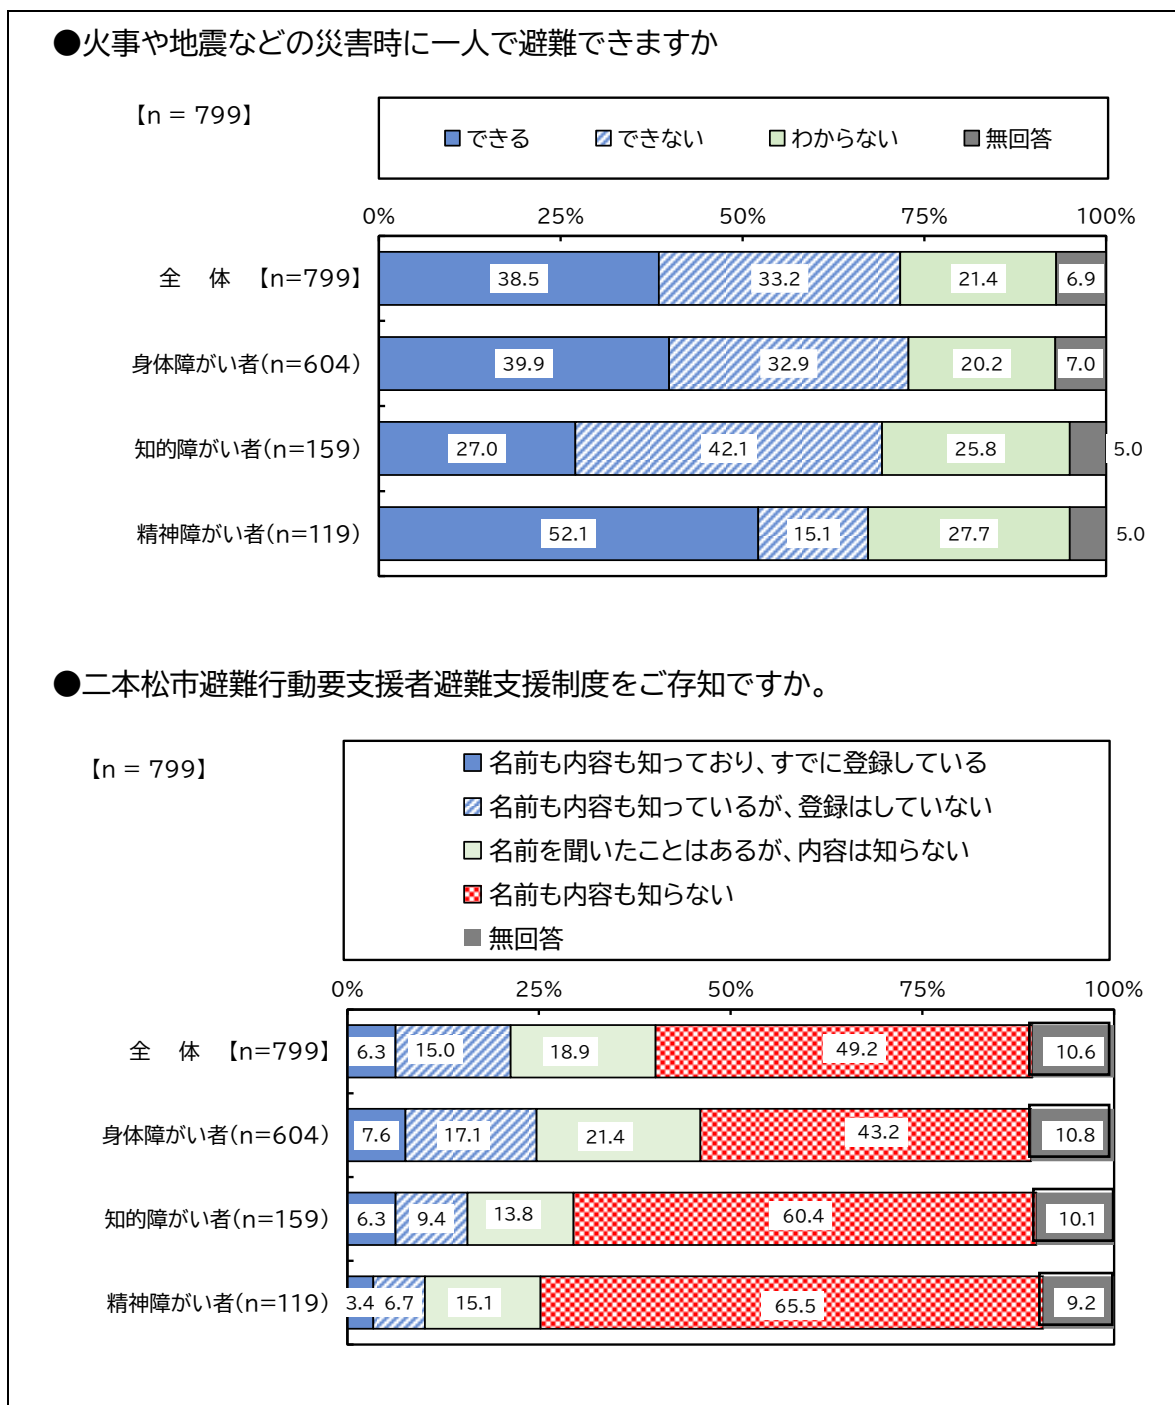 ●火事や地震などの災害時に一人で避難できますか
【n = 799】
できる できない わからない 無回答
0% 25% 50% 75% 100%
全 体 【n=799】 38.5 33.2 21.4 6.9
身体障がい者(n=604) 39.9 32.9 20.2 7.0
知的障がい者(n=159) 27.0 42.1 25.8 5.0
精神障がい者(n=119) 52.1 15.1 27.7 5.0
●二本松市避難行動要支援者避難支援制度をご存知ですか。
【n = 799】
名前も内容も知っており、すでに登録している
名前も内容も知っているが、登録はしていない
名前を聞いたことはあるが、内容は知らない
名前も内容も知らない
無回答
0% 25% 50% 75% 100%
全 体 【n=799】 6.3 15.0 18.9 49.2 10.6
身体障がい者(n=604) 7.6 17.1 21.4 43.2 10.8
知的障がい者(n=159) 6.3 9.4 13.8 60.4 10.1
精神障がい者(n=119) 3.4 6.7 15.1 65.5 9.2